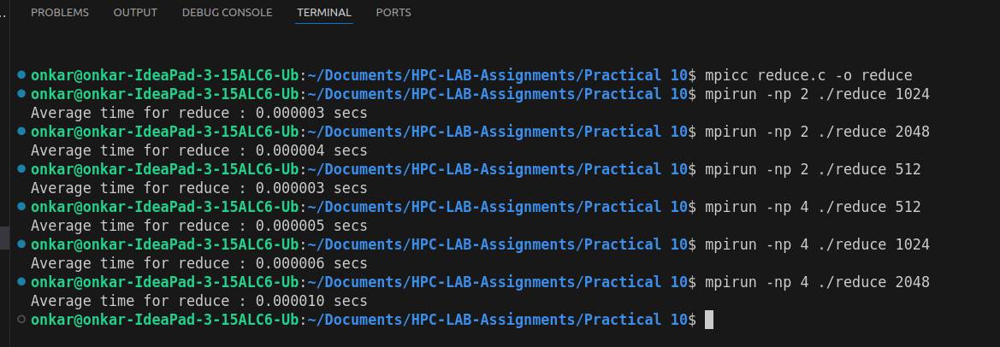 PROBLEMS OUTPUT DEBUG CONSOLE TERMINAL PORTS
onkar@onkar-IdeaPad-3-15ALC6-Ub:~/Documents/HPC-LAB-Assignments/Practical 10$ mpicc reduce.c -o reduce
onkar@onkar-IdeaPad-3-15ALC6-Ub:~/Documents/HPC-LAB-Assignments/Practical 10$ mpirun -np 2 ./reduce 1024
Average time for reduce : 0.000003 secs
onkar@onkar-IdeaPad-3-15ALC6-Ub:~/Documents/HPC-LAB-Assignments/Practical 10$ mpirun -np 2 ./reduce 2048
Average time for reduce : 0.000004 secs
onkar@onkar-IdeaPad-3-15ALC6-Ub:~/Documents/HPC-LAB-Assignments/Practical 10$ mpirun -np 2 ./reduce 512
Average time for reduce : 0.000003 secs
onkar@onkar-IdeaPad-3-15ALC6-Ub:~/Documents/HPC-LAB-Assignments/Practical 10$ mpirun -np 4 ./reduce 512
Average time for reduce : 0.000005 secs
onkar@onkar-IdeaPad-3-15ALC6-Ub:~/Documents/HPC-LAB-Assignments/Practical 10$ mpirun -np 4 ./reduce 1024
Average time for reduce : 0.000006 secs
onkar@onkar-IdeaPad-3-15ALC6-Ub:~/Documents/HPC-LAB-Assignments/Practical 10$ mpirun -np 4 ./reduce 2048
Average time for reduce : 0.000010 secs
onkar@onkar-IdeaPad-3-15ALC6-Ub:~/Documents/HPC-LAB-Assignments/Practical 10$